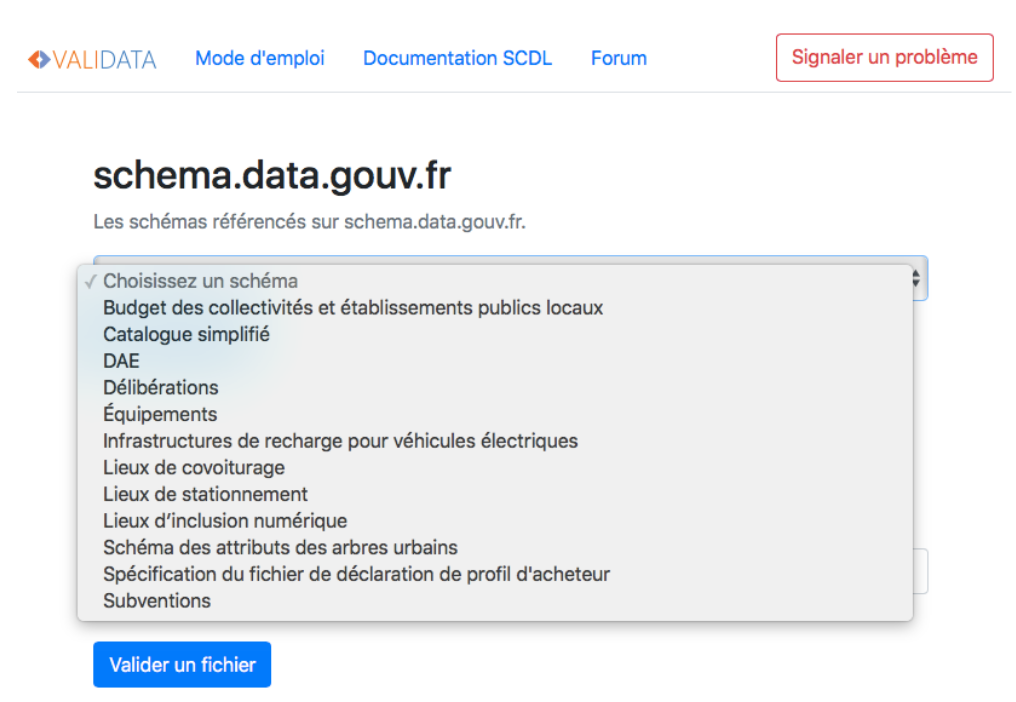 VALIDATA Mode d'emploi Documentation SCDL Forum Signaler un problème
schema.data.gouv.fr
Les schémas référencés sur schema.data.gouv.fr.
✓ Choisissez un schéma
Budget des collectivités et établissements publics locaux
Catalogue simplifié
DAE
Délibérations
Équipements
Infrastructures de recharge pour véhicules électriques
Lieux de covoiturage
Lieux de stationnement
Lieux d’inclusion numérique
Schéma des attributs des arbres urbains
Spécification du fichier de déclaration de profil d'acheteur
Subventions
Valider un fichier